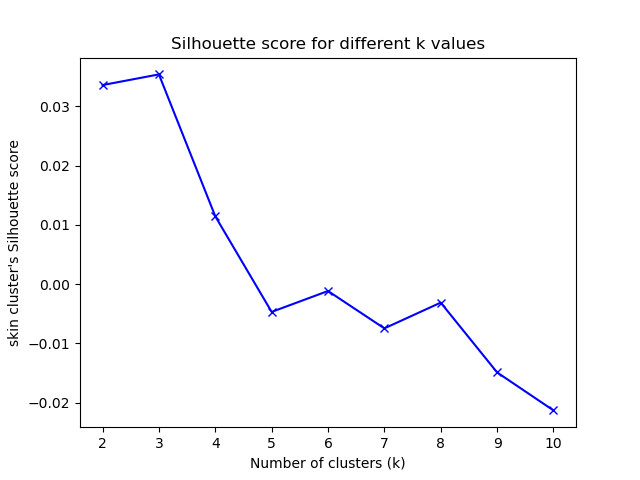 Silhouette score for different k values
skin cluster's Silhouette score
0.03
0.02
0.01
0.00
−0.01
−0.02
2 3 4 5 6 7 8 9 10
Number of clusters (k)